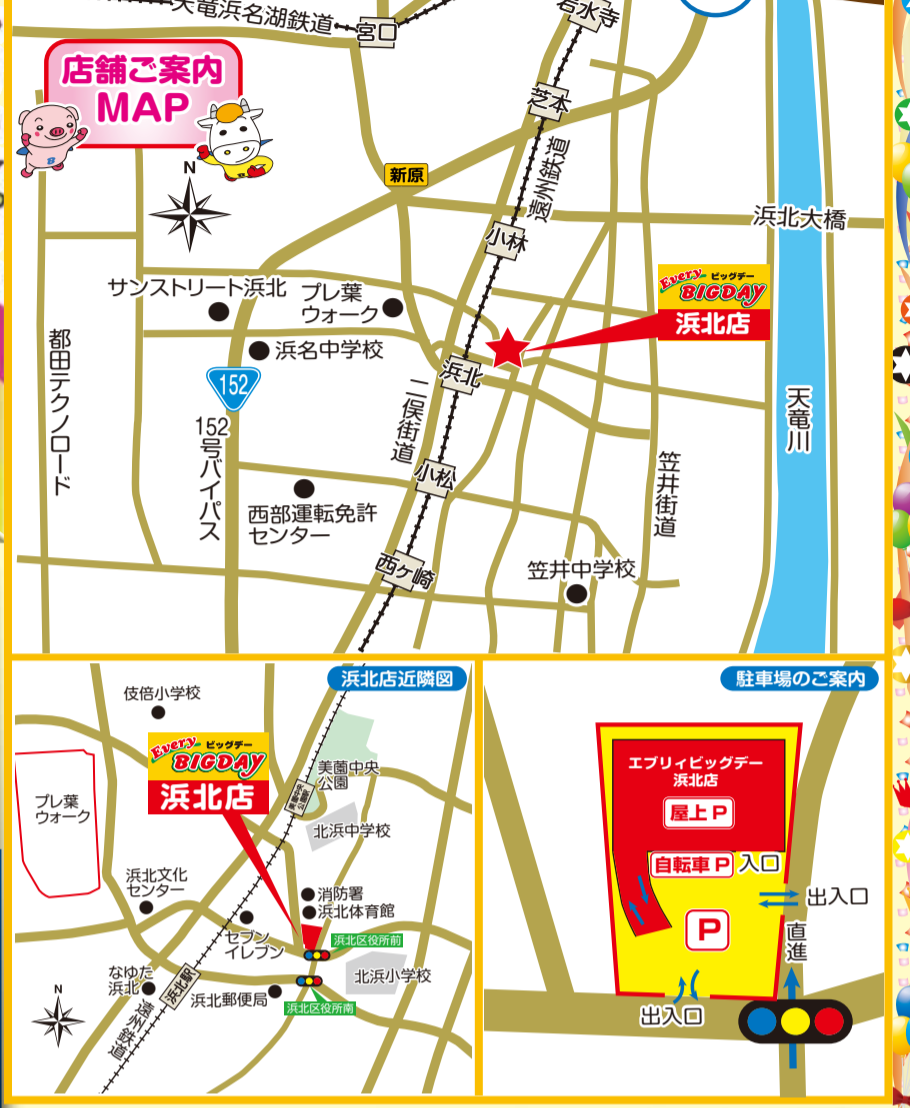 天竜浜名湖鉄道
宮口
岩水寺
店舗ご案内
MAP
芝本
遠州鉄道
N
新原
浜北大橋
小林
サンストリート浜北
プレ葉
ウォーク
Every ビッグデー
BIGDAY
浜北店
浜名中学校
都田テクノロード
浜北
152
二俣街道
天竜川
152号バイパス
小松
笠井街道
西部運転免許
センター
西ヶ崎
笠井中学校
浜北店近隣図
伎倍小学校
Every ビッグデー
BIGDAY
浜北店
美薗中央
公園
美薗中央
公園駅
プレ葉
ウォーク
北浜中学校
浜北文化
センター
消防署
浜北体育館
セブン
イレブン
浜北区役所前
なゆた
浜北
浜北駅
北浜小学校
浜北郵便局
浜北区役所南
N
遠州鉄道
駐車場のご案内
エブリィビッグデー
浜北店
屋上P
自転車P 入口
出入口
P
直進
出入口